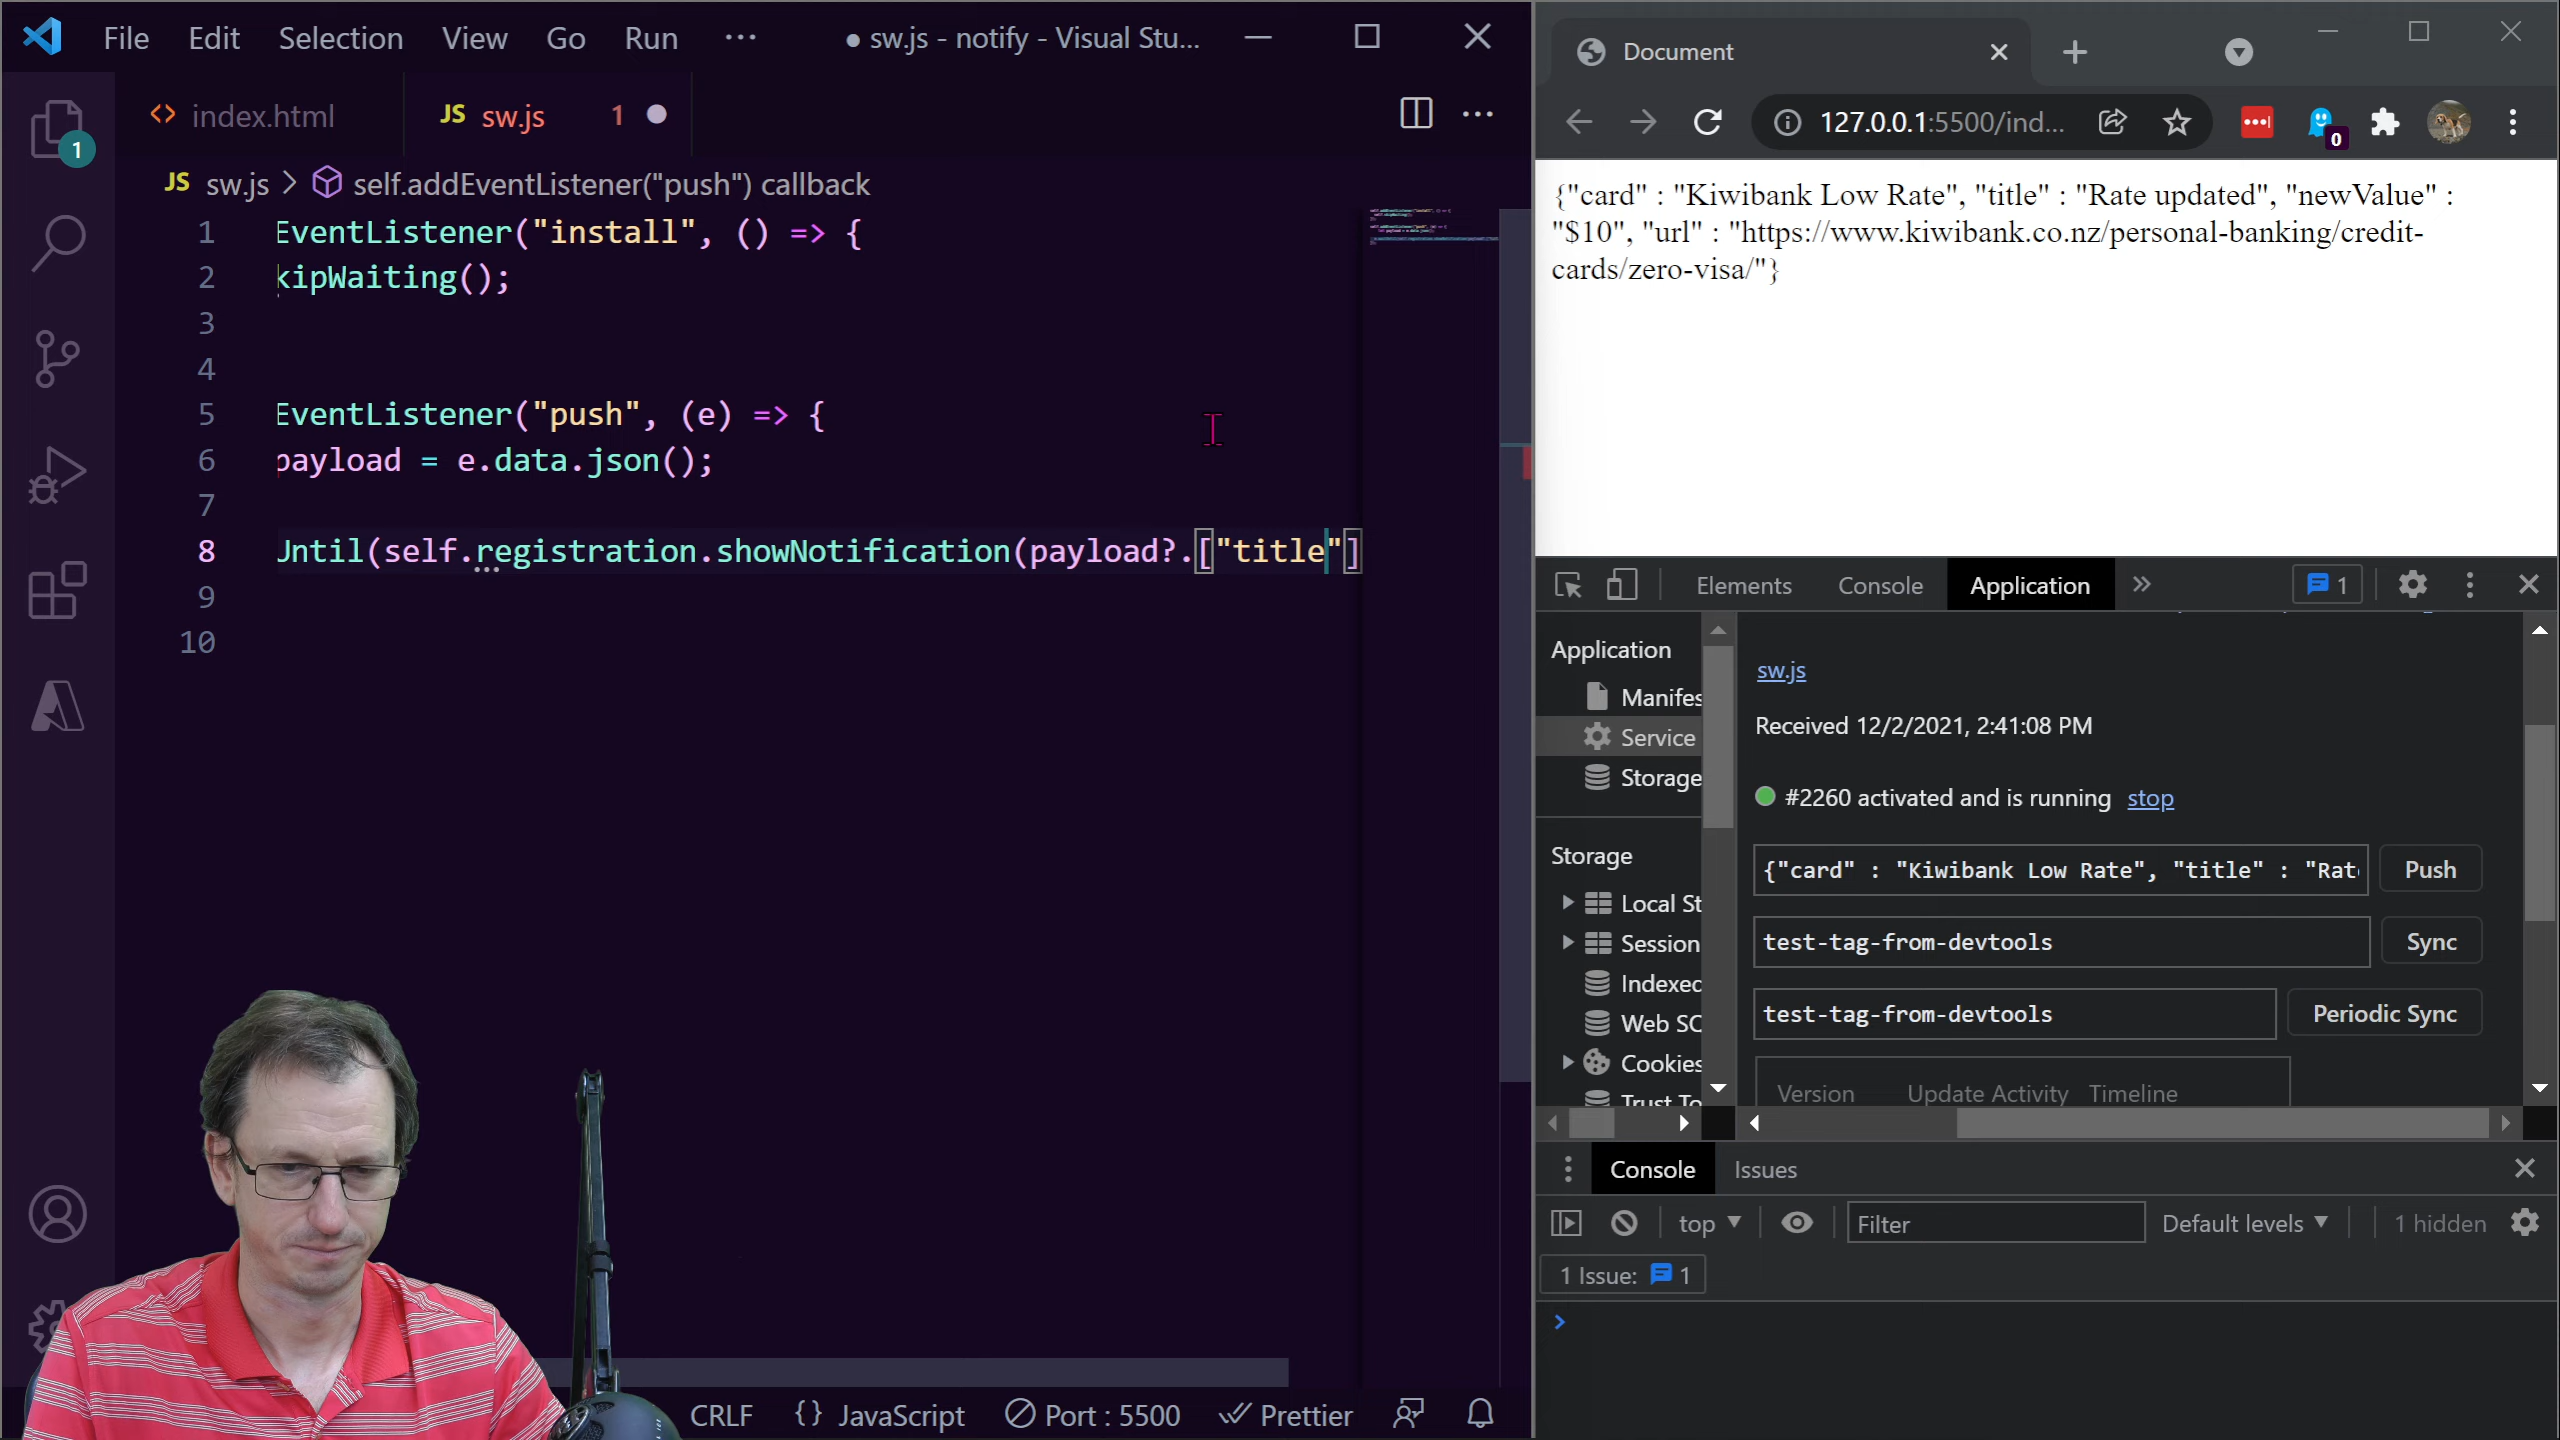 File Edit Selection View Go Run ··· ● sw.js - notify - Visual Stu...
index.html JS sw.js 1
JS sw.js > self.addEventListener("push") callback
1 EventListener("install", () => {
2 kipWaiting();
3
4
5 EventListener("push", (e) => {
6 payload = e.data.json();
7
8 Until(self.registration.showNotification(payload?.["title"]
9
10
1
CRLF {} JavaScript Port : 5500 Prettier
Document
127.0.0.1:5500/ind...
0
{"card" : "Kiwibank Low Rate", "title" : "Rate updated", "newValue" :
"$10", "url" : "https://www.kiwibank.co.nz/personal-banking/credit-
cards/zero-visa/"}
Elements Console Application » 1
Application
Manifes
Service
Storage
Storage
Local St
Session
Indexed
Web SQ
Cookies
Trust To
sw.js
Received 12/2/2021, 2:41:08 PM
#2260 activated and is running stop
{"card" : "Kiwibank Low Rate", "title" : "Rate Push
test-tag-from-devtools Sync
test-tag-from-devtools Periodic Sync
Version Update Activity Timeline
Console Issues
top Filter Default levels 1 hidden
1 Issue: 1
>